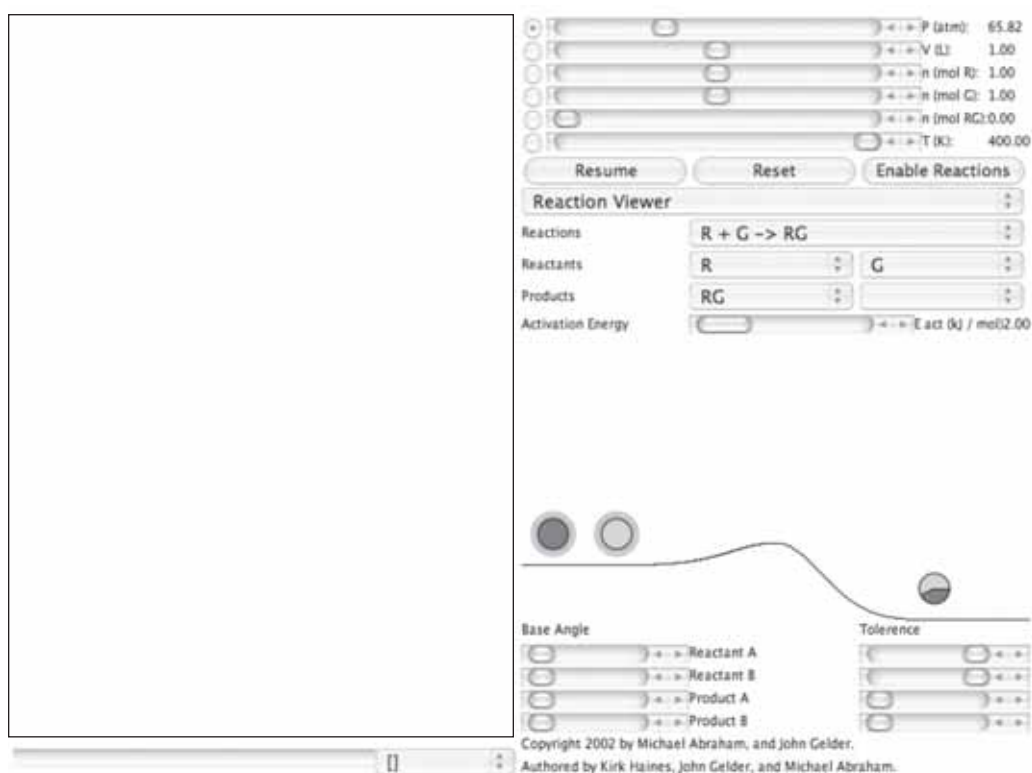 P (atm): 65.82
V (L): 1.00
n (mol R): 1.00
n (mol G): 1.00
n (mol RG):0.00
T (K): 400.00
Resume Reset Enable Reactions
Reaction Viewer
Reactions R + G -> RG
Reactants R G
Products RG
Activation Energy E act (kJ / mol)2.00
Base Angle Tolerence
Reactant A
Reactant B
Product A
Product B
Copyright 2002 by Michael Abraham, and John Gelder.
[] Authored by Kirk Haines, John Gelder, and Michael Abraham.